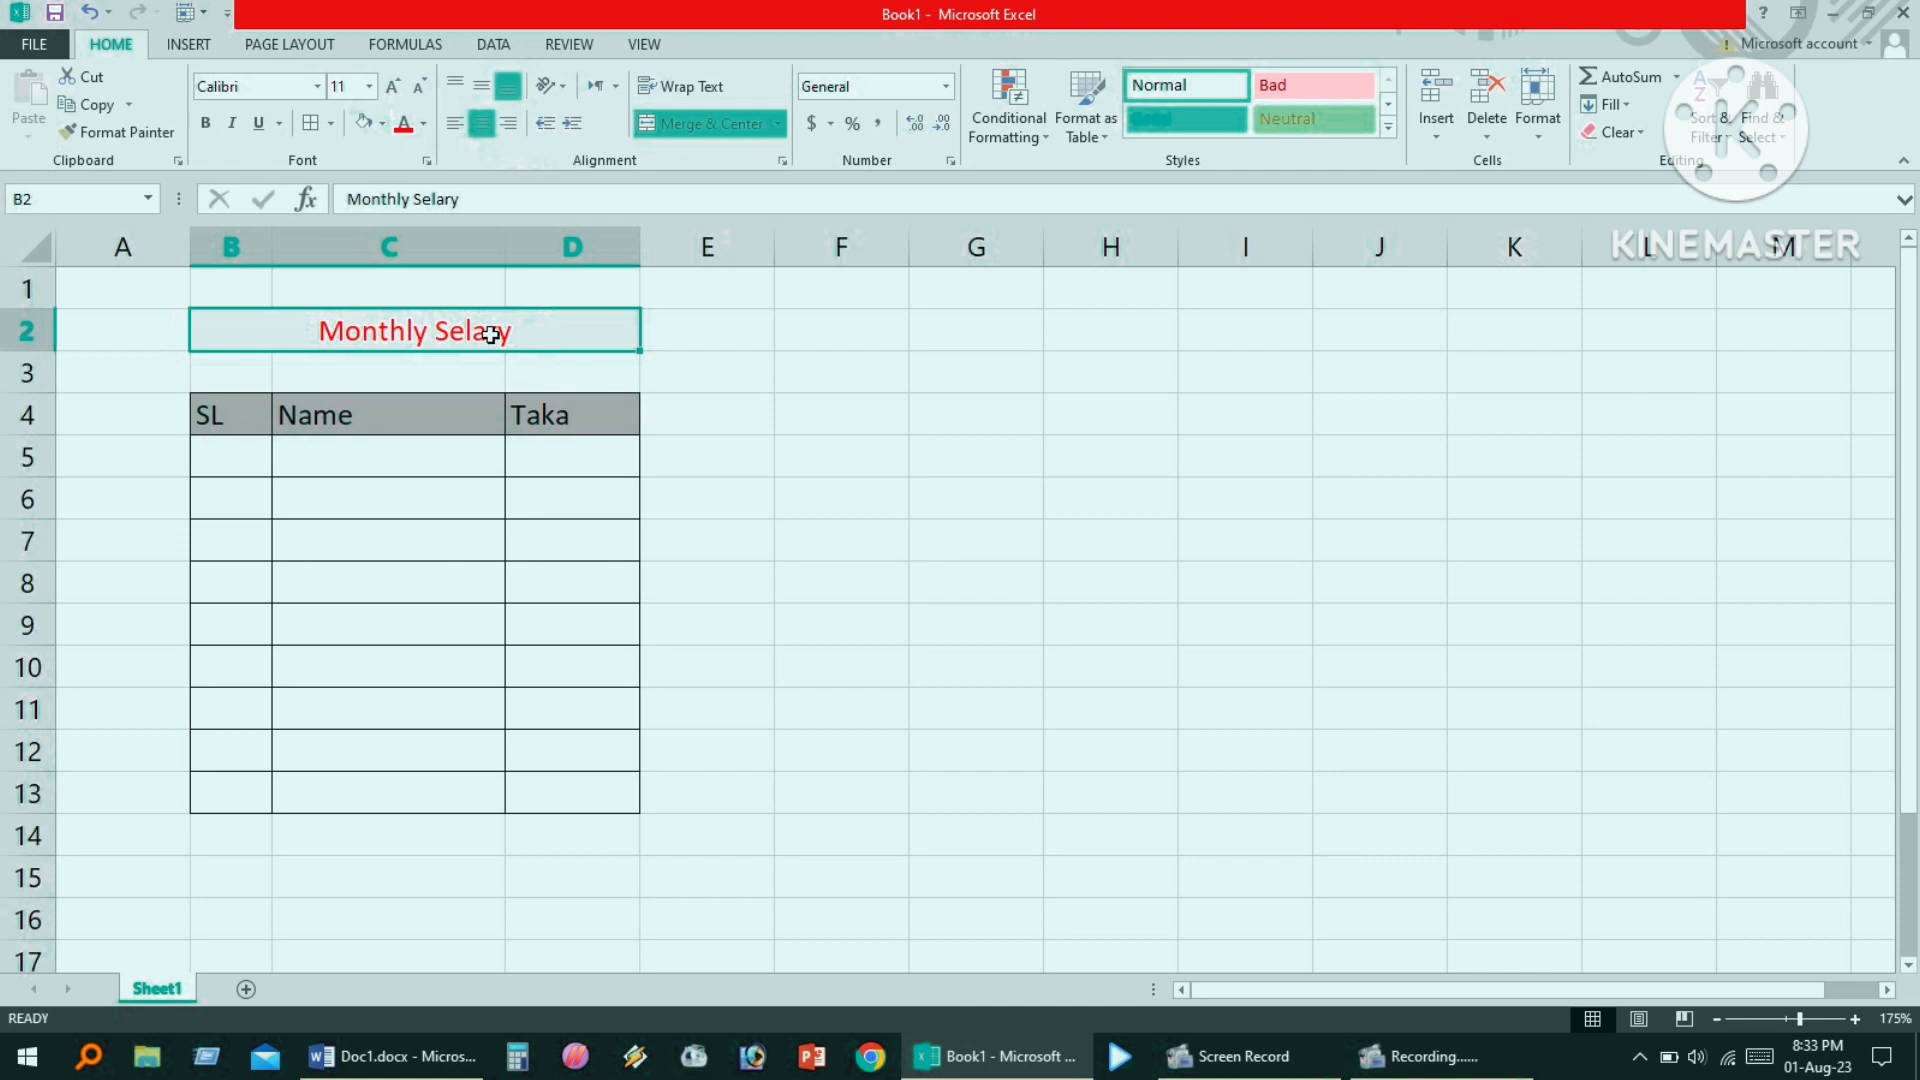 Book1 - Microsoft Excel
?
FILE HOME INSERT PAGE LAYOUT FORMULAS DATA REVIEW VIEW Microsoft account
Cut
Copy
Format Painter
Paste
Clipboard
Calibri 11
B I U
Font
Wrap Text
Merge & Center
Alignment
General
$ % ,
Number
Conditional
Formatting
Format as
Table
Normal Bad
Neutral
Styles
Insert Delete Format
Cells
AutoSum
Fill
Clear
Sort &
Filter
Find &
Select
Editing
K
B2 fx Monthly Selary
KINEMASTER
A B C D E F G H I J K L M
1
2 Monthly Selary
3
4 SL Name Taka
5
6
7
8
9
10
11
12
13
14
15
16
17
Sheet1
READY 175%
Doc1.docx - Micros... Book1 - Microsoft ... Screen Record Recording...... 8:33 PM
01-Aug-23